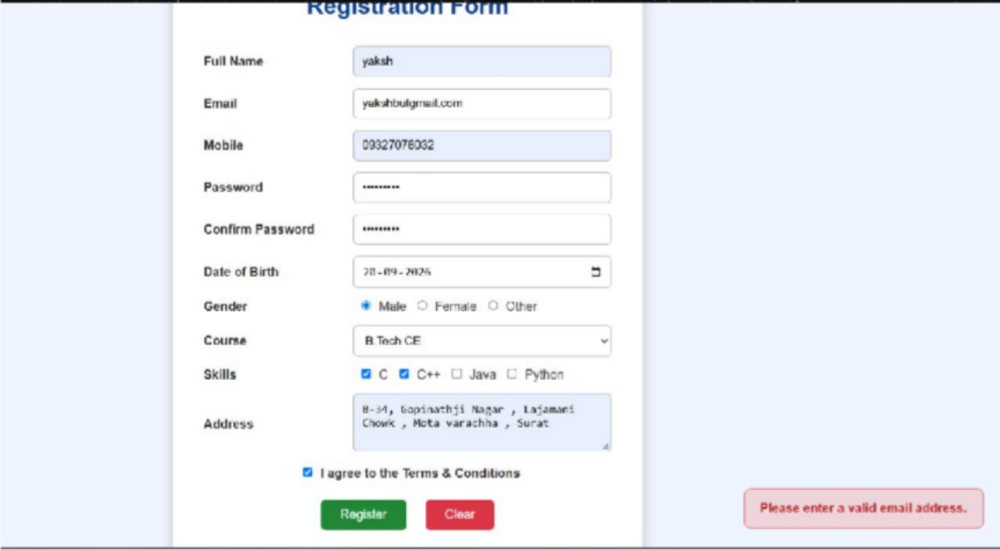 Registration Form
Full Name yaksh
Email yakshbulgmail.com
Mobile 09327076032
Password •••••••••
Confirm Password •••••••••
Date of Birth 20-09-2026
Gender Male Female Other
Course B.Tech CE
Skills C C++ Java Python
Address B-34, Gopinathji Nagar , Lajamani
Chowk , Mota varachha , Surat
I agree to the Terms & Conditions
Register Clear
Please enter a valid email address.